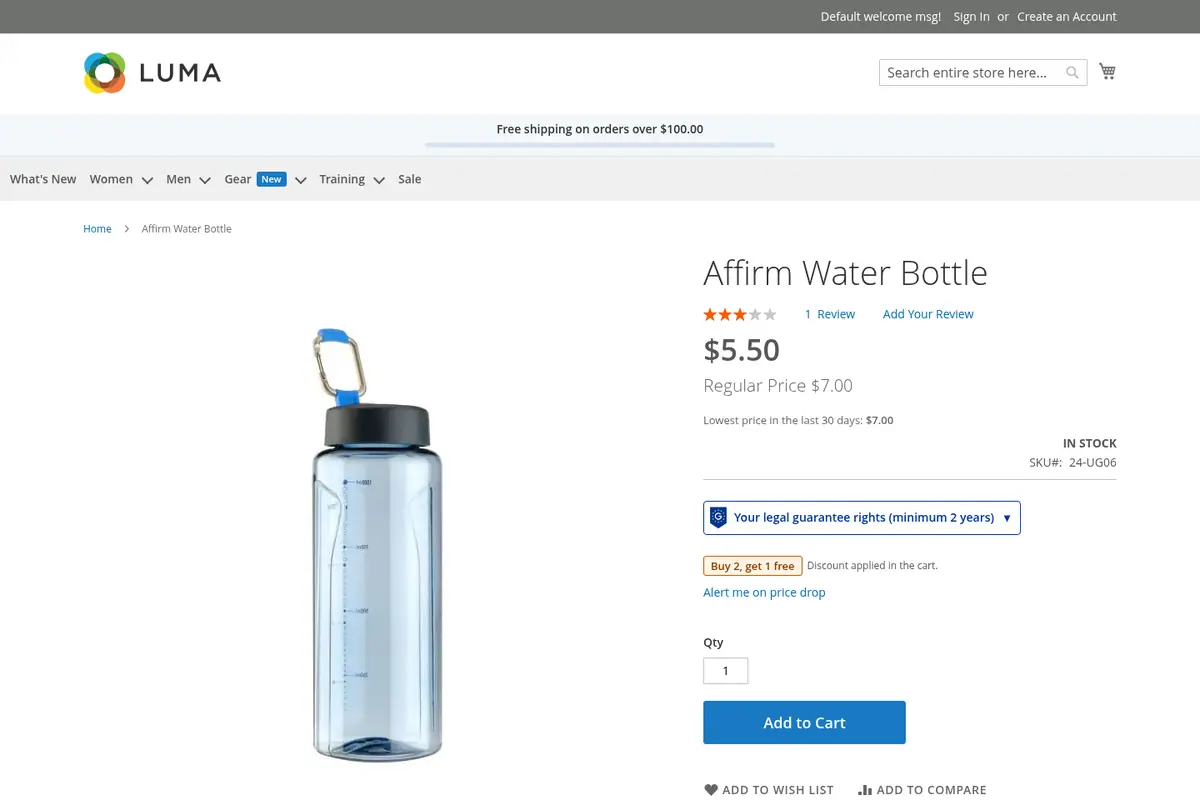 Default welcome msg! Sign In or Create an Account
LUMA
Search entire store here...
Free shipping on orders over $100.00
What's New Women Men Gear New Training Sale
Home Affirm Water Bottle
Affirm Water Bottle
1 Review Add Your Review
$5.50
Regular Price $7.00
Lowest price in the last 30 days: $7.00
IN STOCK
SKU#: 24-UG06
G Your legal guarantee rights (minimum 2 years) ▼
Buy 2, get 1 free Discount applied in the cart.
Alert me on price drop
Qty
1
Add to Cart
ADD TO WISH LIST ADD TO COMPARE